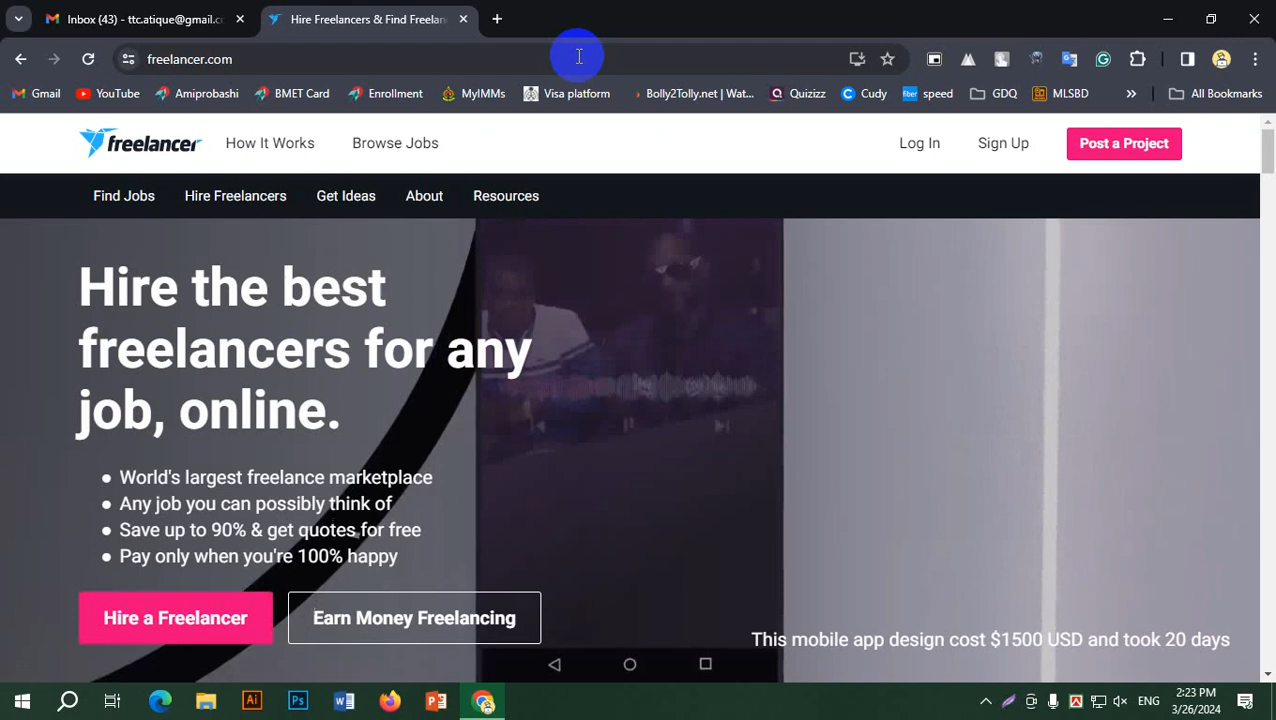 Inbox (43) - ttc.atique@gmail.c
Hire Freelancers & Find Freelan
freelancer.com
Gmail
YouTube
Amiprobashi
BMET Card
Enrollment
MyIMMs
Visa platform
Bolly2Tolly.net | Wat...
Quizizz
Cudy
fiber speed
GDQ
MLSBD
All Bookmarks
freelancer
How It Works
Browse Jobs
Log In
Sign Up
Post a Project
Find Jobs
Hire Freelancers
Get Ideas
About
Resources
Hire the best
freelancers for any
job, online.
World's largest freelance marketplace
Any job you can possibly think of
Save up to 90% & get quotes for free
Pay only when you're 100% happy
Hire a Freelancer
Earn Money Freelancing
This mobile app design cost $1500 USD and took 20 days
ENG
2:23 PM
3/26/2024